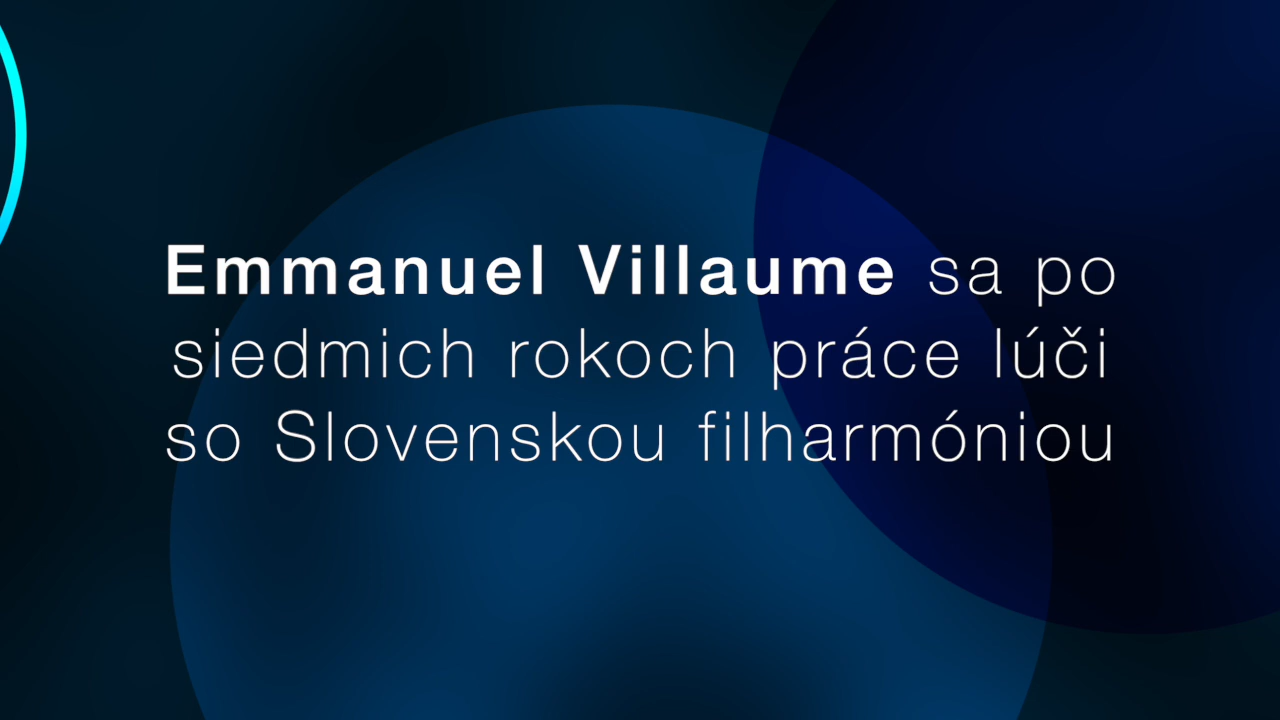 Emmanuel Villaume sa po
siedmich rokoch práce lúči
so Slovenskou filharmóniou